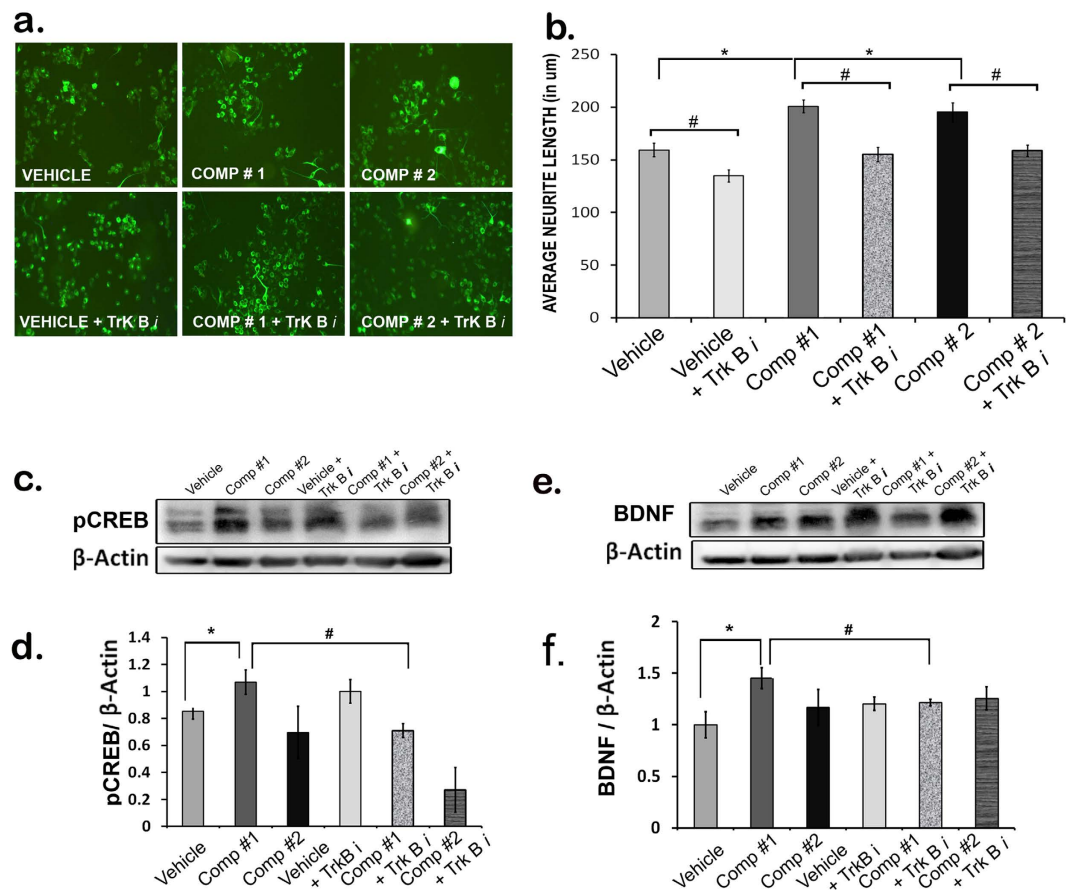 a.
VEHICLE
COMP # 1
COMP # 2
VEHICLE + TrK B i
COMP # 1 + TrK B i
COMP # 2 + TrK B i
b.
AVERAGE NEURITE LENGTH (in um)
250
200
150
100
50
0
*
*
#
#
#
Vehicle
Vehicle
+ Trk B i
Comp #1
Comp #1
+ Trk B i
Comp # 2
Comp # 2
+ Trk B i
c.
Vehicle
Comp #1
Comp #2
Vehicle +
Trk B i
Comp #1 +
Trk B i
Comp #2 +
Trk B i
pCREB
β-Actin
e.
Vehicle
Comp #1
Comp #2
Vehicle +
Trk B i
Comp #1 +
Trk B i
Comp #2 +
Trk B i
BDNF
β-Actin
d.
pCREB/ β-Actin
1.4
1.2
1
0.8
0.6
0.4
0.2
0
*
#
Vehicle
Comp #1
Comp #2
Vehicle
+ TrkB i
Comp #1
+ TrK B i
Comp #2
+ Trk B i
f.
BDNF / β-Actin
2
1.5
1
0.5
0
*
#
Vehicle
Comp #1
Comp #2
Vehicle
+ TrkB i
Comp #1
+ Trk B i
Comp #2
+ Trk B i